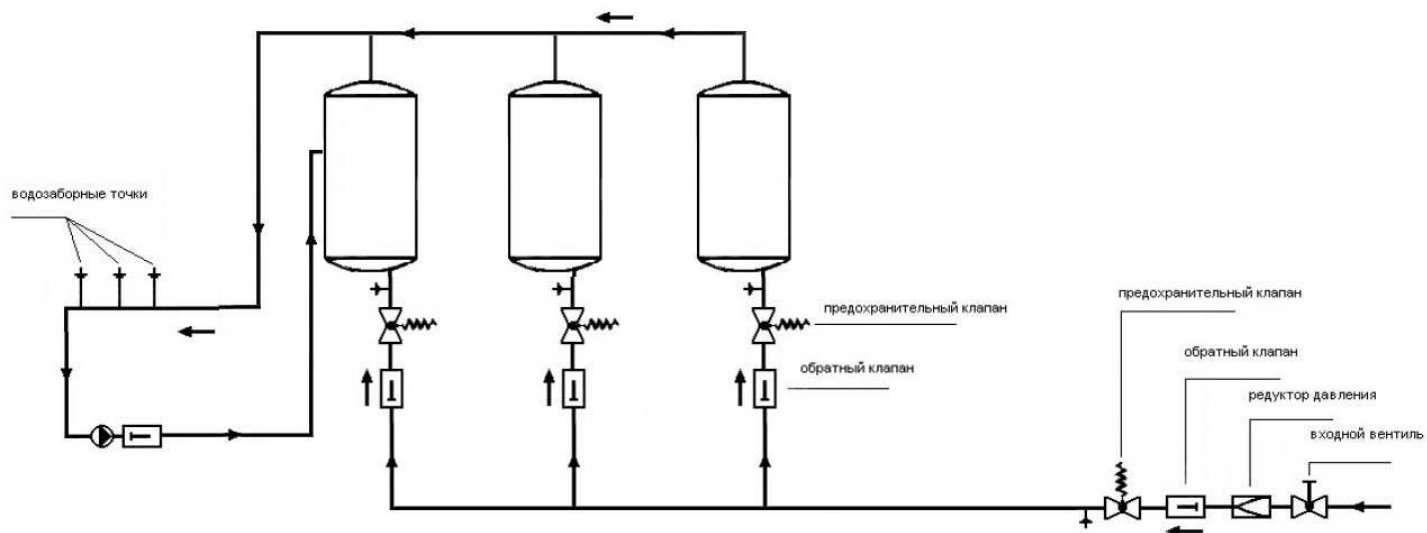 водозаборные точки
предохранительный клапан
предохранительный клапан
обратный клапан
обратный клапан
редуктор давления
входной вентиль